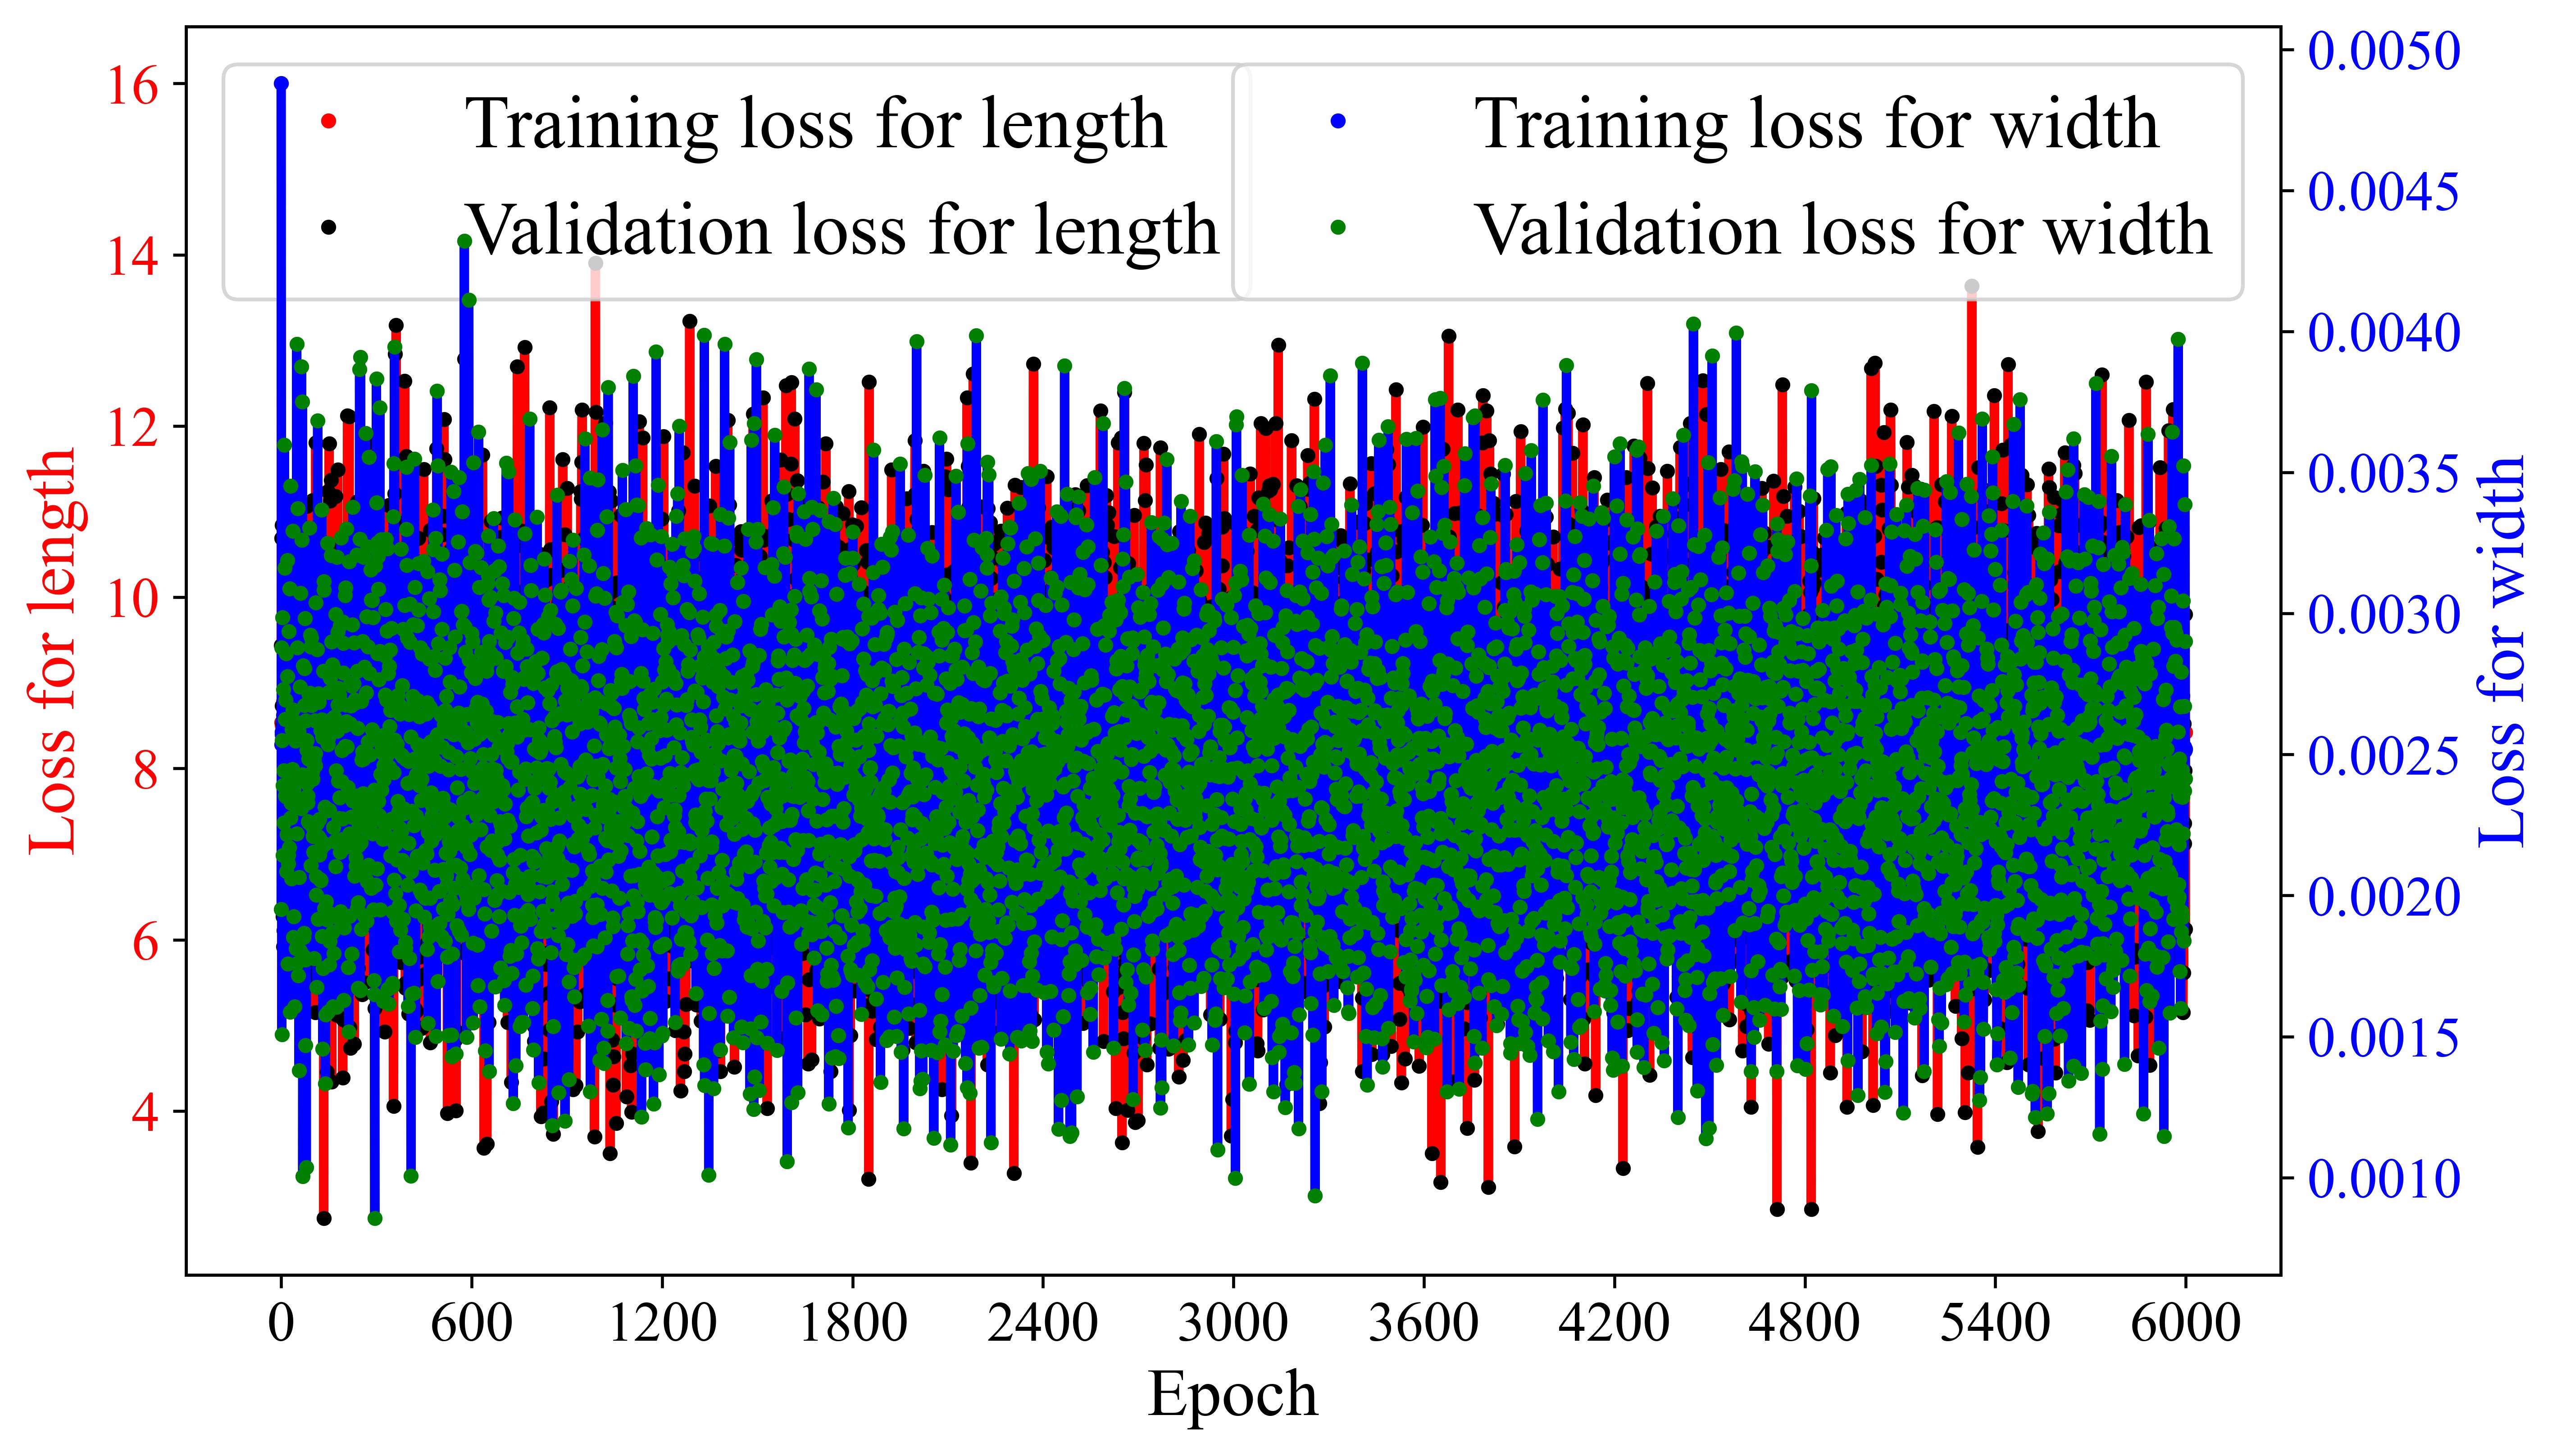 Training loss for length
Validation loss for length
Training loss for width
Validation loss for width
Loss for length
16
14
12
10
8
6
4
0.0050
0.0045
0.0040
0.0035
0.0030
0.0025
0.0020
0.0015
0.0010
Loss for width
0 600 1200 1800 2400 3000 3600 4200 4800 5400 6000
Epoch